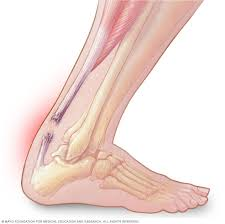 © MAYO FOUNDATION FOR MEDICAL EDUCATION AND RESEARCH. ALL RIGHTS RESERVED.